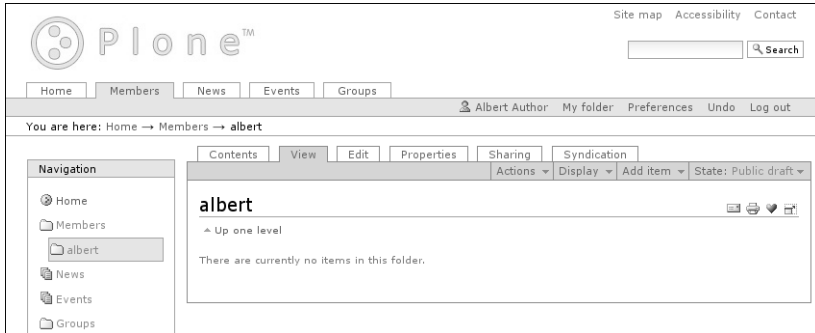 Site map Accessibility Contact
Plone™
Search
Home Members News Events Groups
Albert Author My folder Preferences Undo Log out
You are here: Home → Members → albert
Navigation
Home
Members
albert
News
Events
Groups
Contents View Edit Properties Sharing Syndication
Actions Display Add item State: Public draft
albert
Up one level
There are currently no items in this folder.